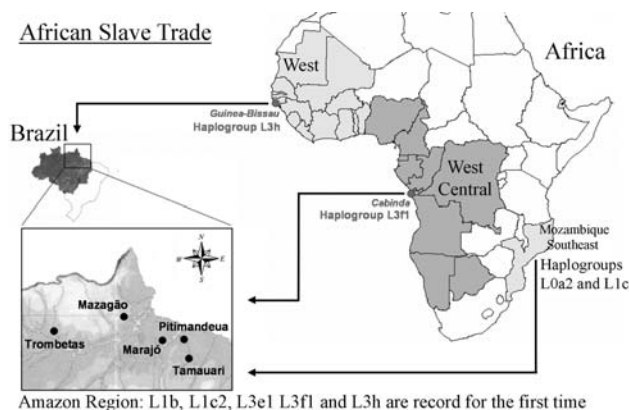 African Slave Trade
Africa
West
Guinea-Bissau
Haplogroup L3h
Brazil
West
Central
Cabinda
Haplogroup L3f1
Mozambique
Southeast
Haplogroups
L0a2 and L1c
N
W E
S
Mazagão
Pitimandeua
Trombetas
Marajó
Tamauari
Amazon Region: L1b, L1c2, L3e1 L3f1 and L3h are record for the first time